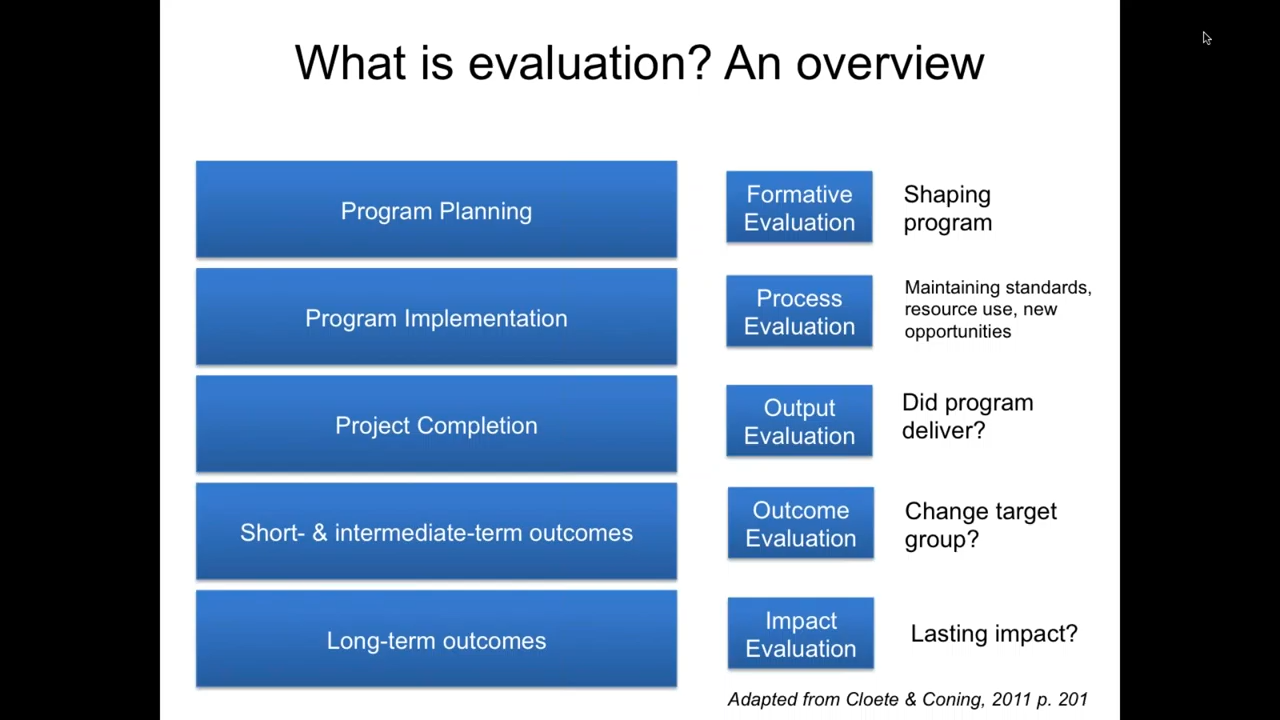 What is evaluation? An overview
Program Planning
Formative
Evaluation
Shaping
program
Program Implementation
Process
Evaluation
Maintaining standards,
resource use, new
opportunities
Project Completion
Output
Evaluation
Did program
deliver?
Short- & intermediate-term outcomes
Outcome
Evaluation
Change target
group?
Long-term outcomes
Impact
Evaluation
Lasting impact?
Adapted from Cloete & Coning, 2011 p. 201